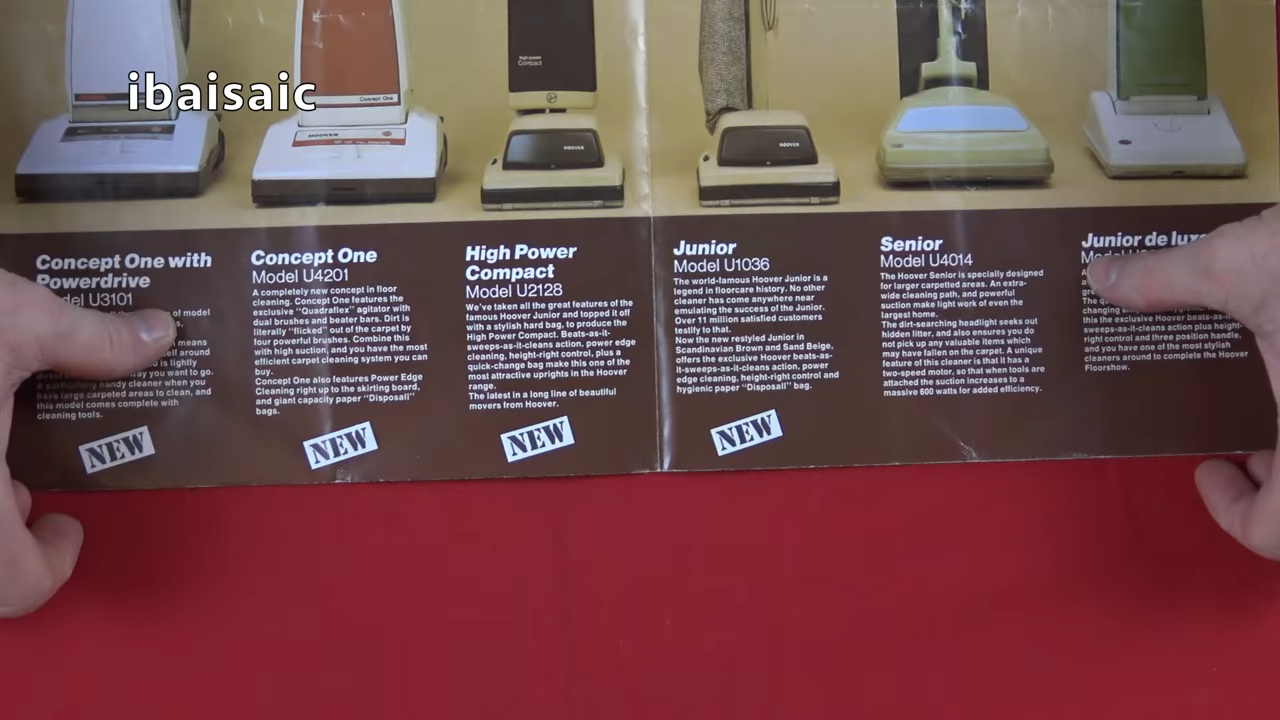 ibaisaic
high power
Compact
Concept One
HOOVER
HOOVER
HOOVER
Concept One with
Powerdrive
del U3101
of model
means
elf around
o is lightly
way you want to go.
A particularly handy cleaner when you
have large carpeted areas to clean, and
this model comes complete with
cleaning tools.
NEW
Concept One
Model U4201
A completely new concept in floor
cleaning. Concept One features the
exclusive "Quadraflex" agitator with
dual brushes and beater bars. Dirt is
literally "flicked" out of the carpet by
four powerful brushes. Combine this
with high suction, and you have the most
efficient carpet cleaning system you can
buy.
Concept One also features Power Edge
Cleaning right up to the skirting board,
and giant capacity paper "Disposall"
bags.
NEW
High Power
Compact
Model U2128
We've taken all the great features of the
famous Hoover Junior and topped it off
with a stylish hard bag, to produce the
High Power Compact. Beats-as-it-
sweeps-as-it-cleans action, power edge
cleaning, height-right control, plus a
quick-change bag make this one of the
most attractive uprights in the Hoover
range.
The latest in a long line of beautiful
movers from Hoover.
NEW
Junior
Model U1036
The world-famous Hoover Junior is a
legend in floorcare history. No other
cleaner has come anywhere near
emulating the success of the Junior.
Over 11 million satisfied customers
testify to that.
Now the new restyled Junior in
Scandinavian Brown and Sand Beige,
offers the exclusive Hoover beats-as-
it-sweeps-as-it-cleans action, power
edge cleaning, height-right control and
hygienic paper "Disposall" bag.
NEW
Senior
Model U4014
The Hoover Senior is specially designed
for larger carpeted areas. An extra-
wide cleaning path, and powerful
suction make light work of even the
largest home.
The dirt-searching headlight seeks out
hidden litter, and also ensures you do
not pick up any valuable items which
may have fallen on the carpet. A unique
feature of this cleaner is that it has a
two-speed motor, so that when tools are
attached the suction increases to a
massive 600 watts for added efficiency.
Junior de luxe
The
changing
this the exclusive Hoover beats-as-it-
sweeps-as-it-cleans action plus height-
right control and three position handle,
and you have one of the most stylish
cleaners around to complete the Hoover
Floorshow.